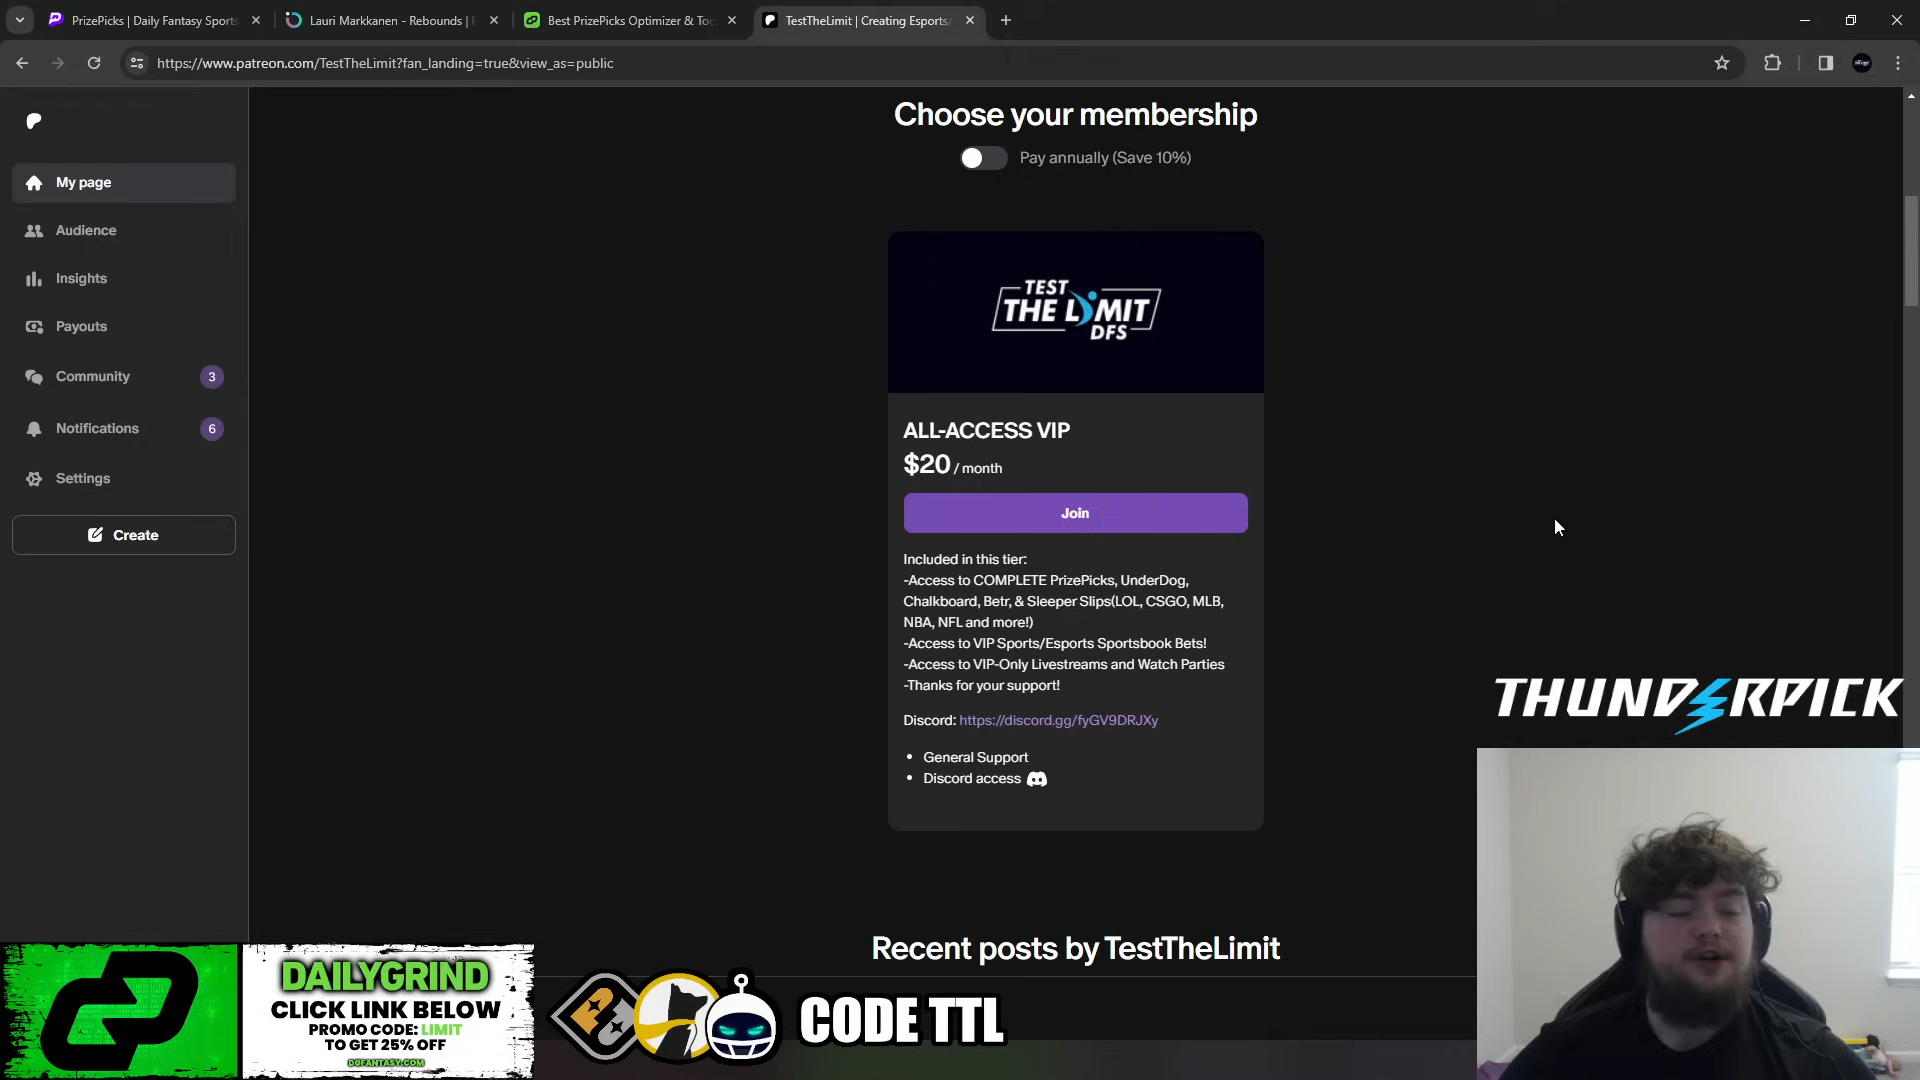 PrizePicks | Daily Fantasy Sports
Lauri Markkanen - Rebounds |
Best PrizePicks Optimizer & Too
TestTheLimit | Creating Esports/
https://www.patreon.com/TestTheLimit?fan_landing=true&view_as=public
My page
Audience
Insights
Payouts
Community 3
Notifications 6
Settings
Create
Choose your membership
Pay annually (Save 10%)
TEST
THE LIMIT
DFS
ALL-ACCESS VIP
$20 / month
Join
Included in this tier:
-Access to COMPLETE PrizePicks, UnderDog,
Chalkboard, Betr, & Sleeper Slips(LOL, CSGO, MLB,
NBA, NFL and more!)
-Access to VIP Sports/Esports Sportsbook Bets!
-Access to VIP-Only Livestreams and Watch Parties
-Thanks for your support!
Discord: https://discord.gg/fyGV9DRJXy
• General Support
• Discord access
Recent posts by TestTheLimit
THUNDERPICK
DAILYGRIND
CLICK LINK BELOW
PROMO CODE: LIMIT
TO GET 25% OFF
DGFANTASY.COM
CODE TTL